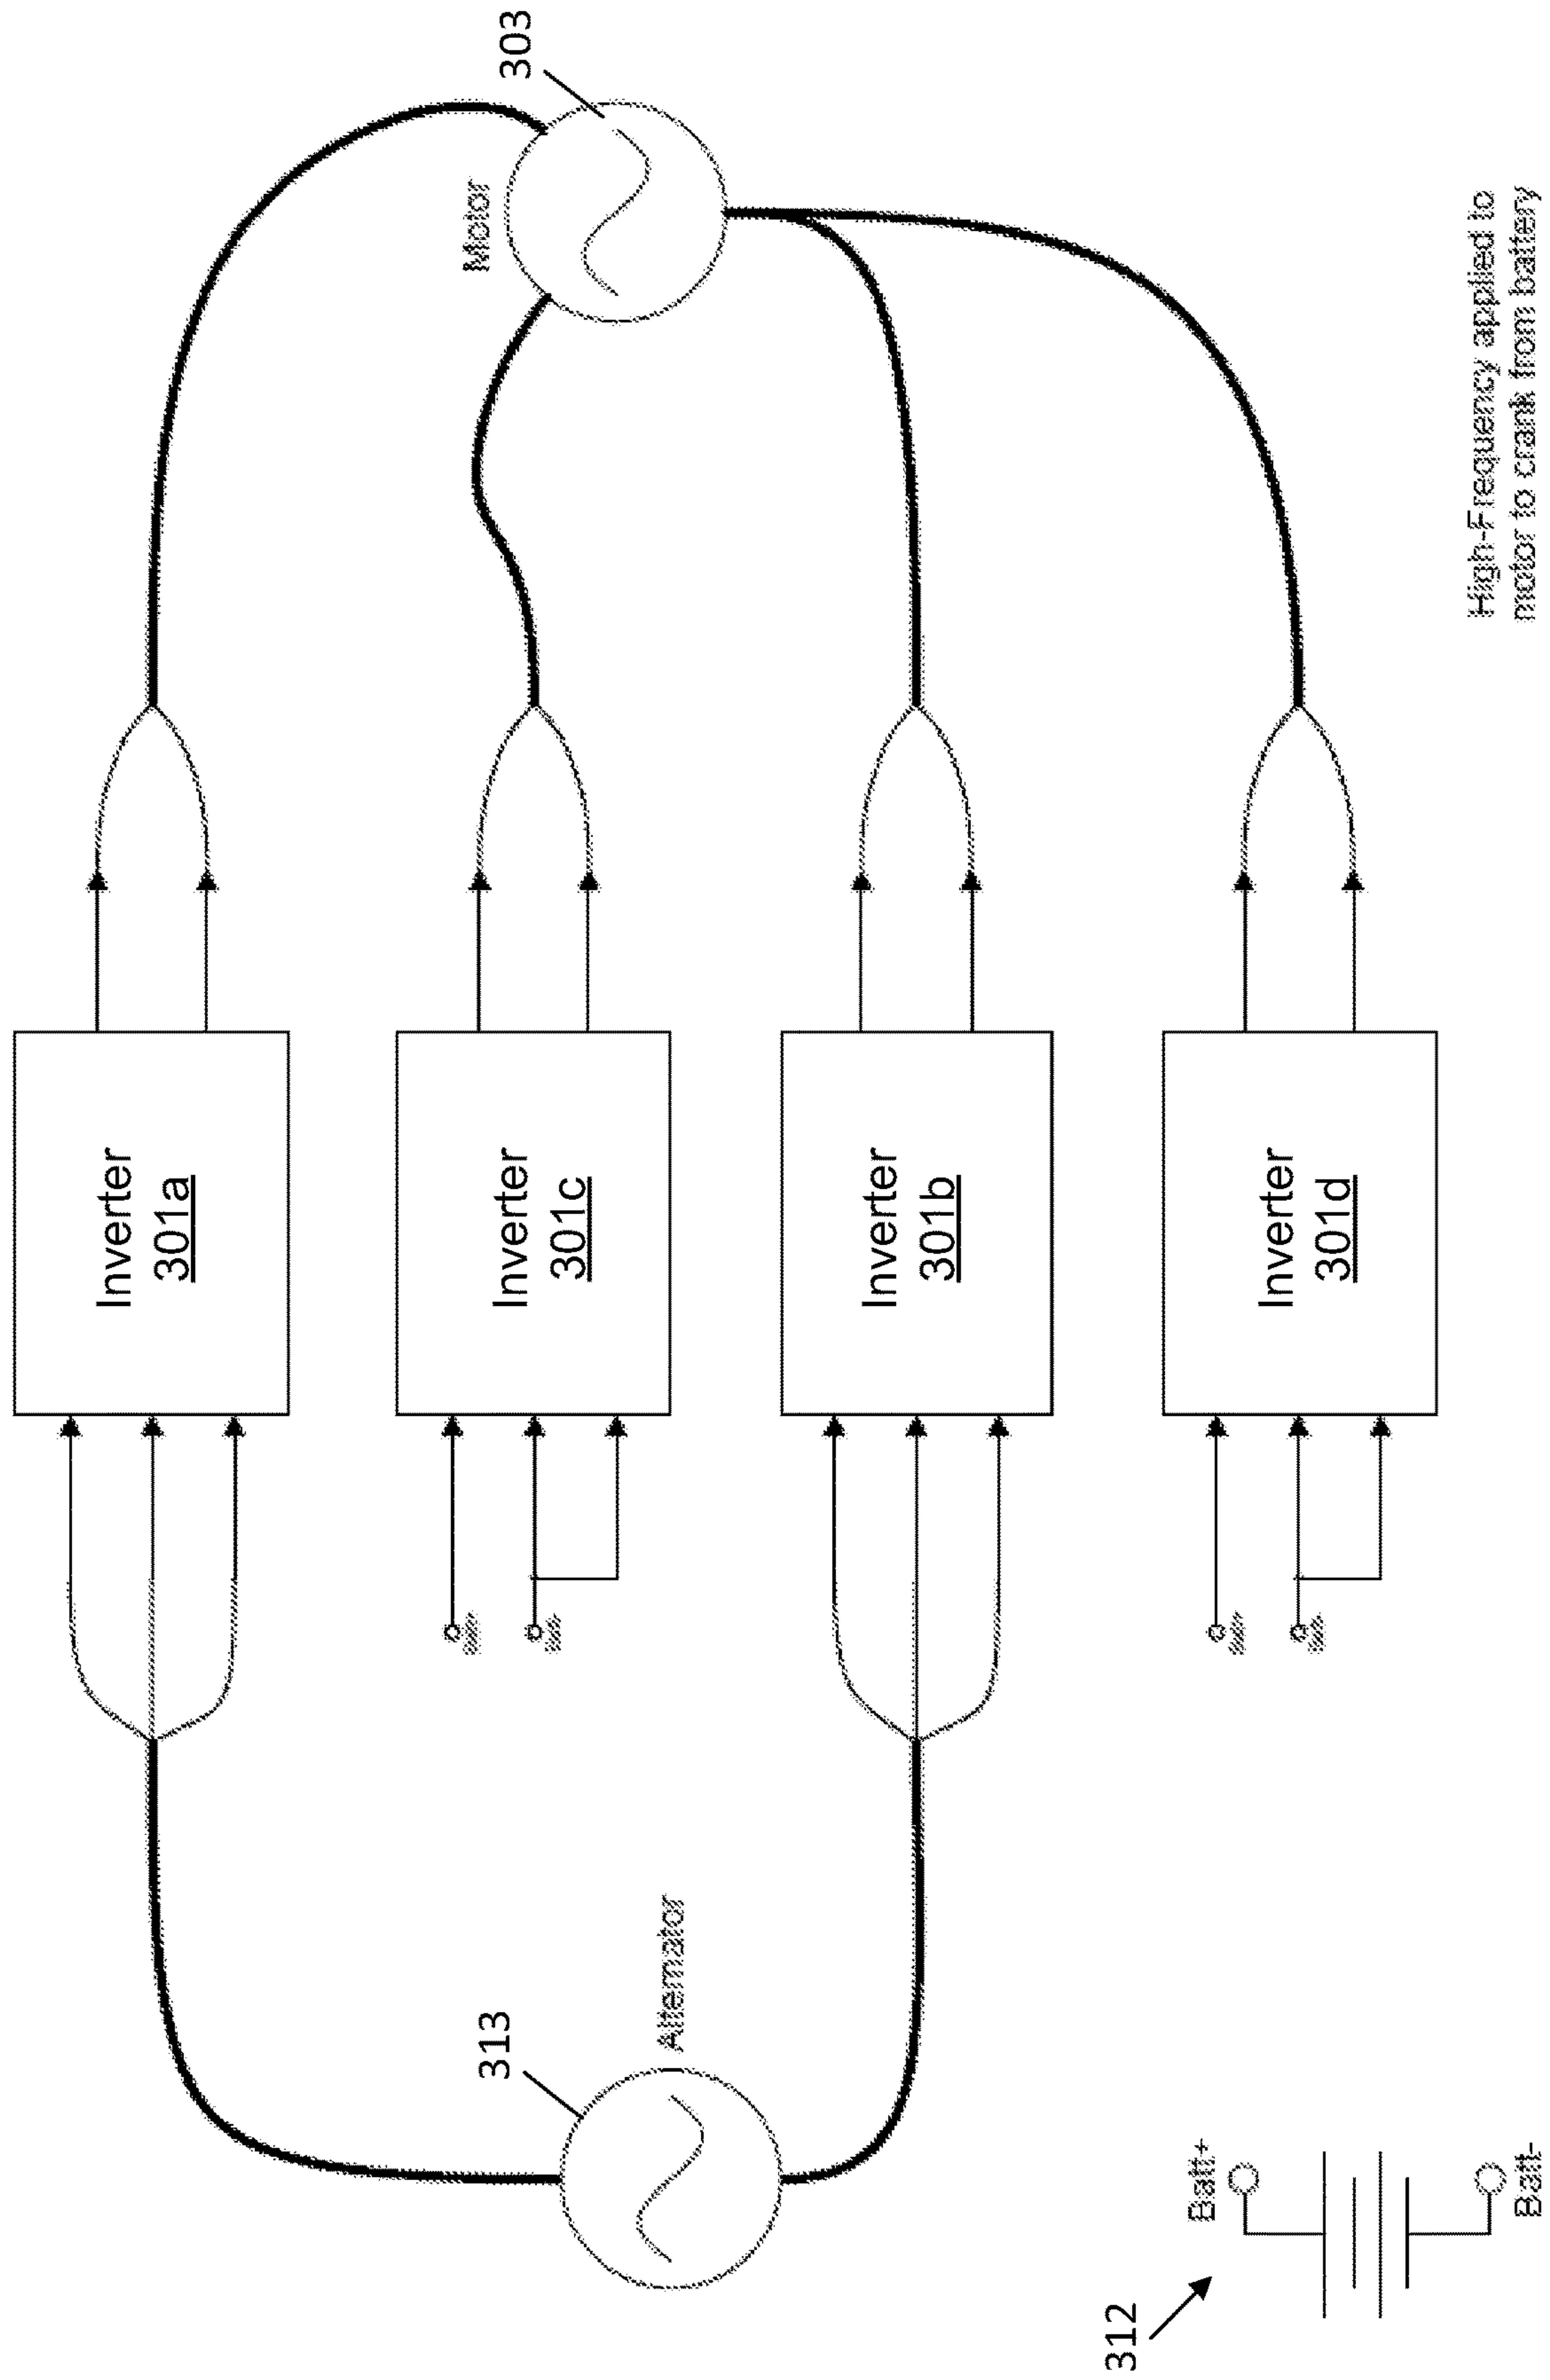 Inverter
301a
Inverter
301c
Inverter
301b
Inverter
301d
Motor
303
313
Alternator
312
Batt+
Batt-
High-Frequency applied to
motor to crank from battery